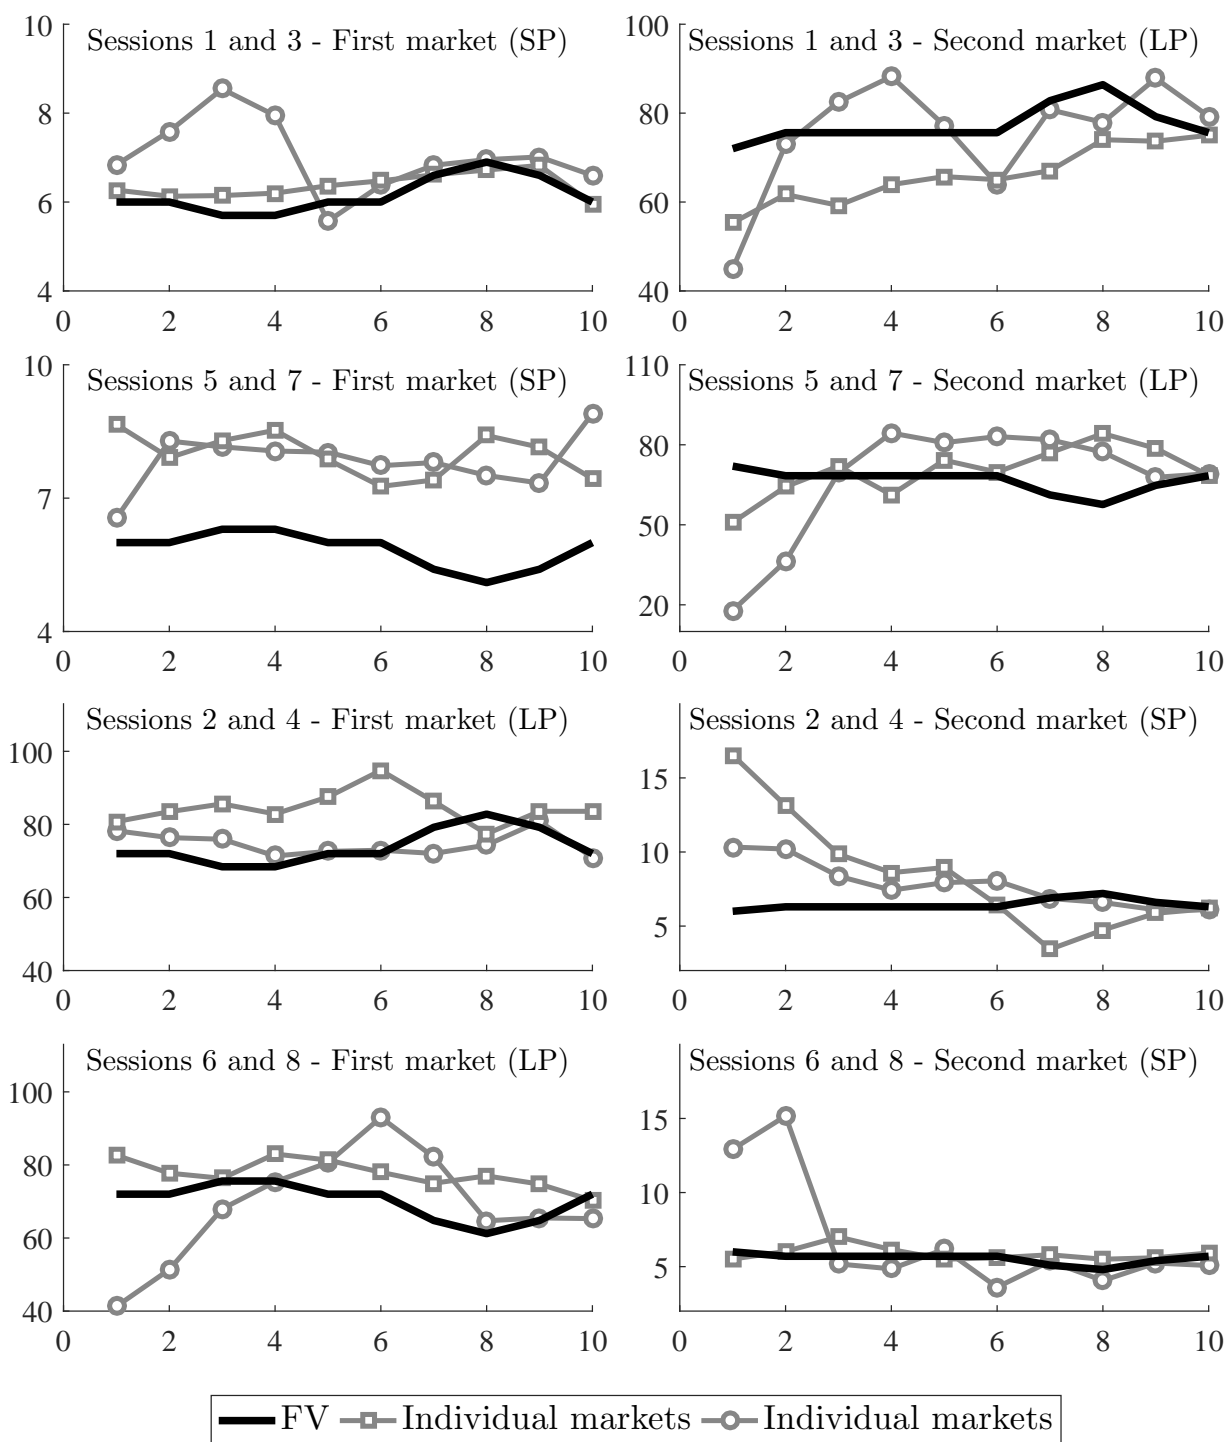 Sessions 1 and 3 - First market (SP)
10
8
6
4
0 2 4 6 8 10
Sessions 1 and 3 - Second market (LP)
100
80
60
40
0 2 4 6 8 10
Sessions 5 and 7 - First market (SP)
10
7
4
0 2 4 6 8 10
Sessions 5 and 7 - Second market (LP)
110
80
50
20
0 2 4 6 8 10
Sessions 2 and 4 - First market (LP)
100
80
60
40
0 2 4 6 8 10
Sessions 2 and 4 - Second market (SP)
15
10
5
0 2 4 6 8 10
Sessions 6 and 8 - First market (LP)
100
80
60
40
0 2 4 6 8 10
Sessions 6 and 8 - Second market (SP)
15
10
5
0 2 4 6 8 10
FV Individual markets Individual markets